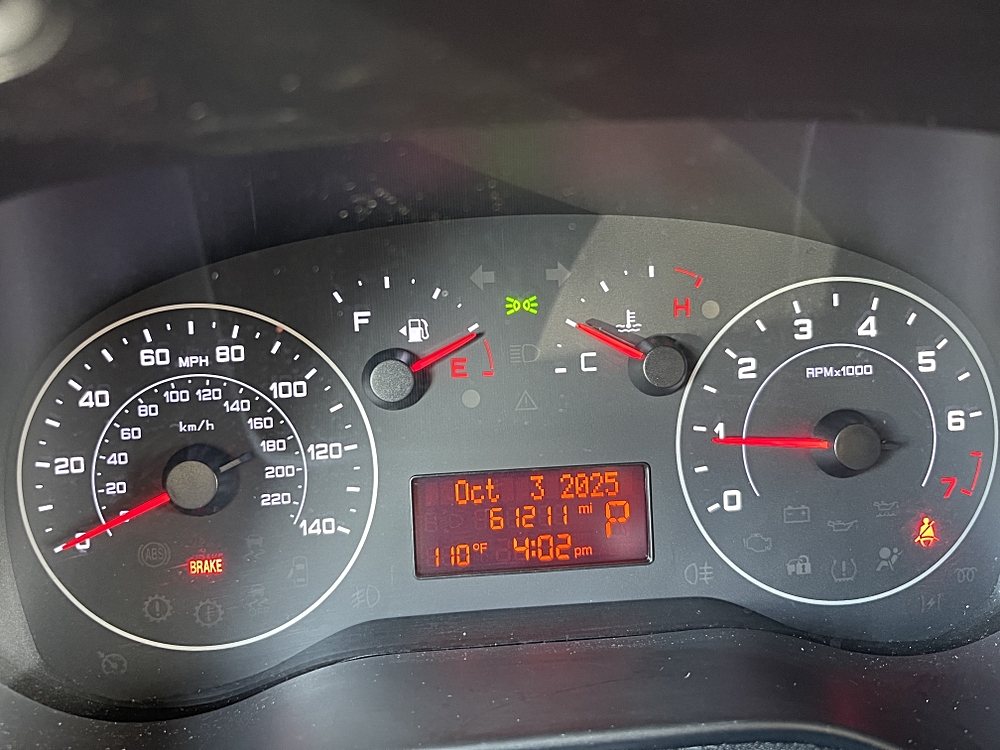 60 MPH 80
40 100
20 120
0 140
km/h
20 40 60 80 100 120 140 160 180 200 220
F E
C H
Oct 3 2025
61211 mi P
110°F 4:02 pm
RPMx1000
0 1 2 3 4 5 6 7
ABS
BRAKE